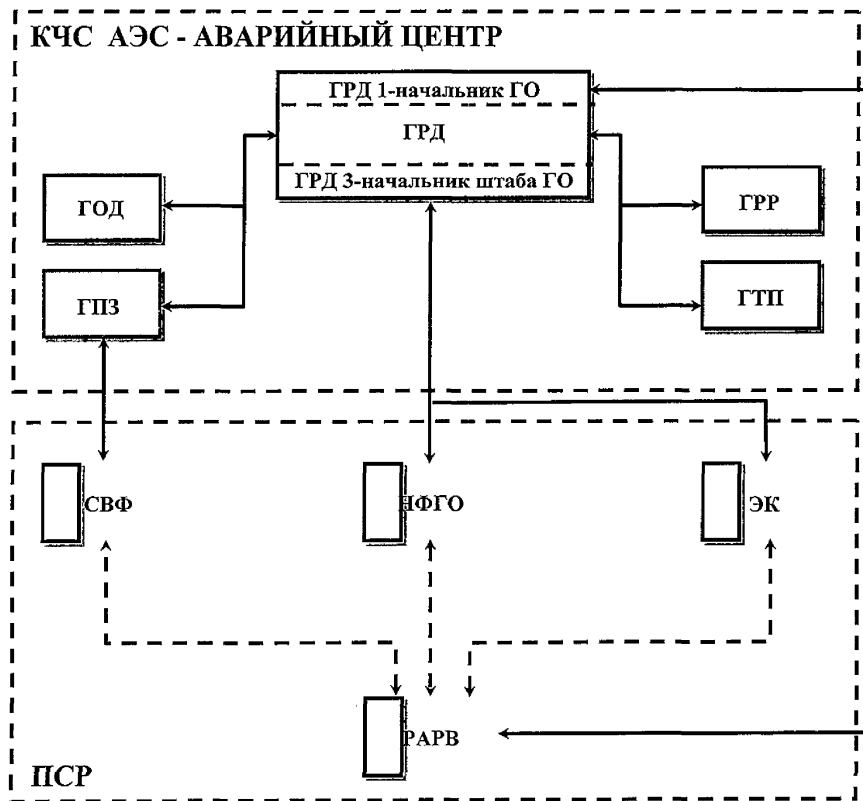 КЧС АЭС - АВАРИЙНЫЙ ЦЕНТР
ГРД 1-начальник ГО
ГРД
ГРД 3-начальник штаба ГО
ГОД
ГРР
ГПЗ
ГТП
СВФ
НФГО
ЭК
РАРВ
ПСР